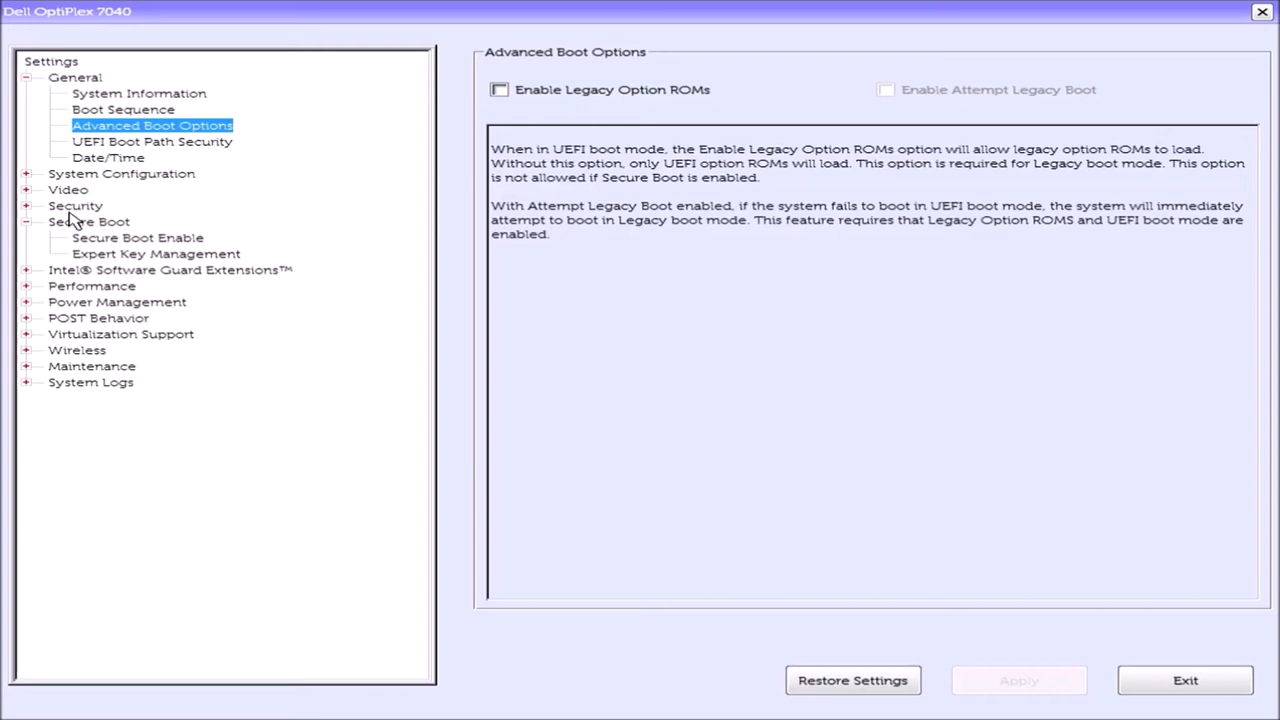 Dell OptiPlex 7040
Settings
General
System Information
Boot Sequence
Advanced Boot Options
UEFI Boot Path Security
Date/Time
System Configuration
Video
Security
Secure Boot
Secure Boot Enable
Expert Key Management
Intel® Software Guard Extensions™
Performance
Power Management
POST Behavior
Virtualization Support
Wireless
Maintenance
System Logs
Advanced Boot Options
Enable Legacy Option ROMs
Enable Attempt Legacy Boot
When in UEFI boot mode, the Enable Legacy Option ROMs option will allow legacy option ROMs to load.
Without this option, only UEFI option ROMs will load. This option is required for Legacy boot mode. This option
is not allowed if Secure Boot is enabled.
With Attempt Legacy Boot enabled, if the system fails to boot in UEFI boot mode, the system will immediately
attempt to boot in Legacy boot mode. This feature requires that Legacy Option ROMS and UEFI boot mode are
enabled.
Restore Settings
Apply
Exit